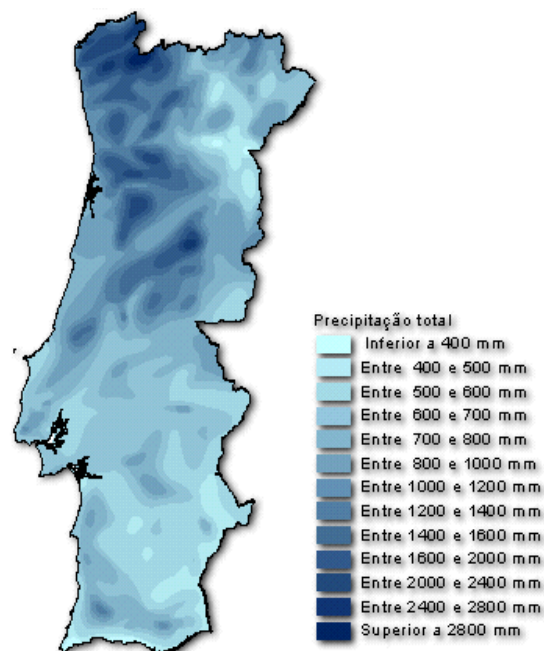 Precipitação total
Inferior a 400 mm
Entre 400 e 500 mm
Entre 500 e 600 mm
Entre 600 e 700 mm
Entre 700 e 800 mm
Entre 800 e 1000 mm
Entre 1000 e 1200 mm
Entre 1200 e 1400 mm
Entre 1400 e 1600 mm
Entre 1600 e 2000 mm
Entre 2000 e 2400 mm
Entre 2400 e 2800 mm
Superior a 2800 mm